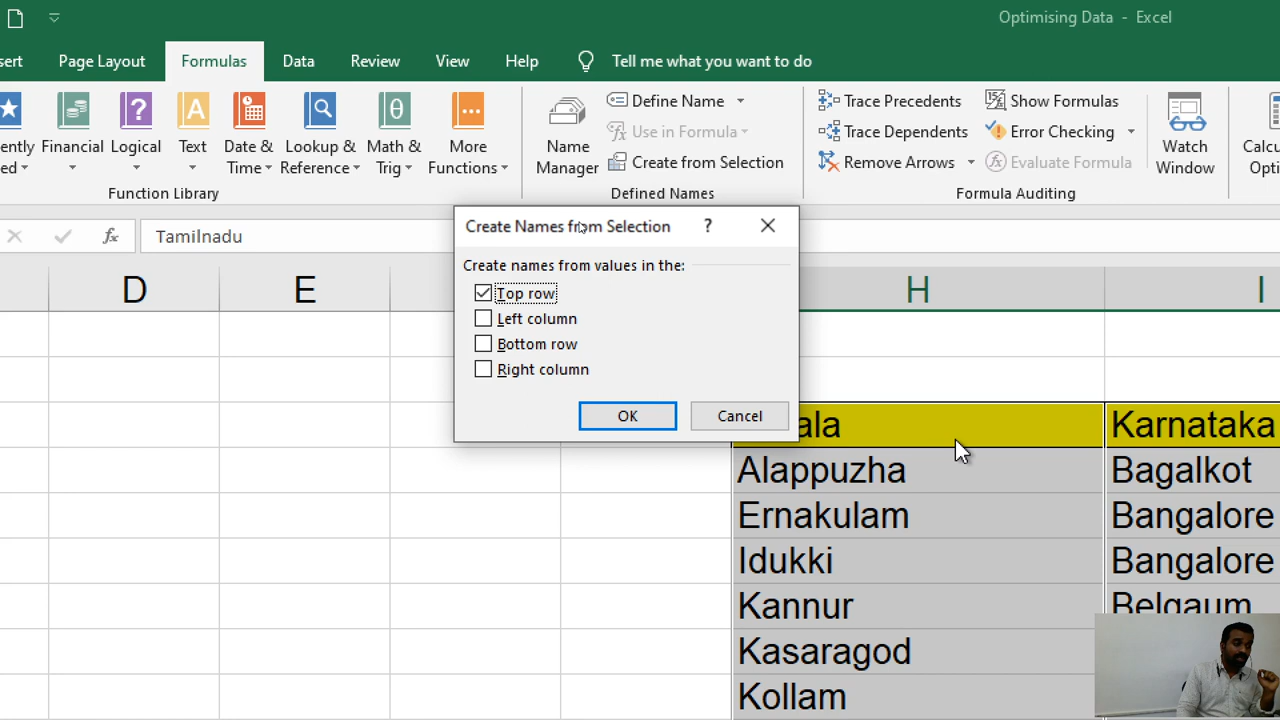 Optimising Data - Excel
sert Page Layout Formulas Data Review View Help Tell me what you want to do
ently Financial Logical Text Date & Lookup & Math & More
ed Time Reference Trig Functions
Function Library
Name
Manager
Define Name
Use in Formula
Create from Selection
Defined Names
Trace Precedents Show Formulas
Trace Dependents Error Checking
Remove Arrows Evaluate Formula
Formula Auditing
Watch
Window
Calcu
Opti
fx Tamilnadu
Create Names from Selection ? 
Create names from values in the:
Top row
Left column
Bottom row
Right column
OK Cancel
D E H I
ala Karnataka
Alappuzha Bagalkot
Ernakulam Bangalore
Idukki Bangalore
Kannur Belgaum
Kasaragod
Kollam